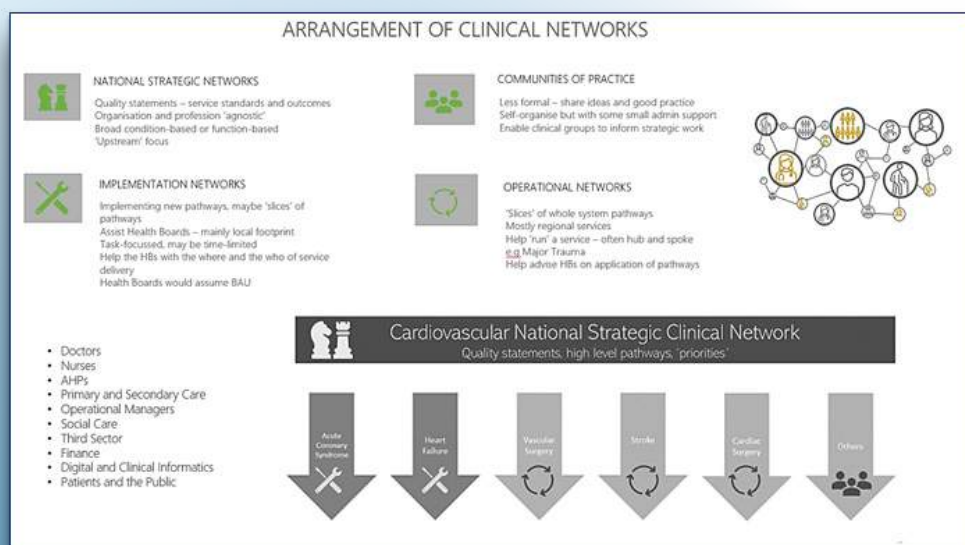 ARRANGEMENT OF CLINICAL NETWORKS
NATIONAL STRATEGIC NETWORKS
Quality statements – service standards and outcomes
Organisation and profession 'agnostic'
Broad condition-based or function-based
'Upstream' focus
COMMUNITIES OF PRACTICE
Less formal – share ideas and good practice
Self-organise but with some small admin support
Enable clinical groups to inform strategic work
IMPLEMENTATION NETWORKS
Implementing new pathways, maybe 'slices' of
pathways
Assist Health Boards – mainly local footprint
Task-focussed, may be time-limited
Help the HBs with the where and the who of service
delivery
Health Boards would assume BAU
OPERATIONAL NETWORKS
'Slices' of whole system pathways
Mostly regional services
Help 'run' a service – often hub and spoke
e.g Major Trauma
Help advise HBs on application of pathways
• Doctors
• Nurses
• AHPs
• Primary and Secondary Care
• Operational Managers
• Social Care
• Third Sector
• Finance
• Digital and Clinical Informatics
• Patients and the Public
Cardiovascular National Strategic Clinical Network
Quality statements, high level pathways, 'priorities'
Acute
Coronary
Syndrome
Heart
Failure
Vascular
Surgery
Stroke
Cardiac
Surgery
Others